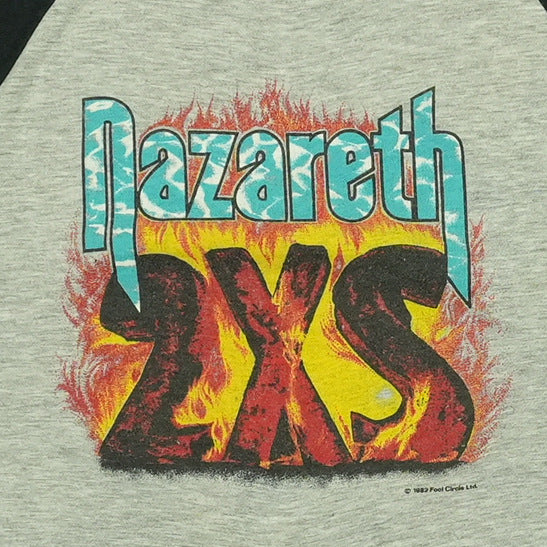 Nazareth
2XS
© 1982 Fool Circle Ltd.